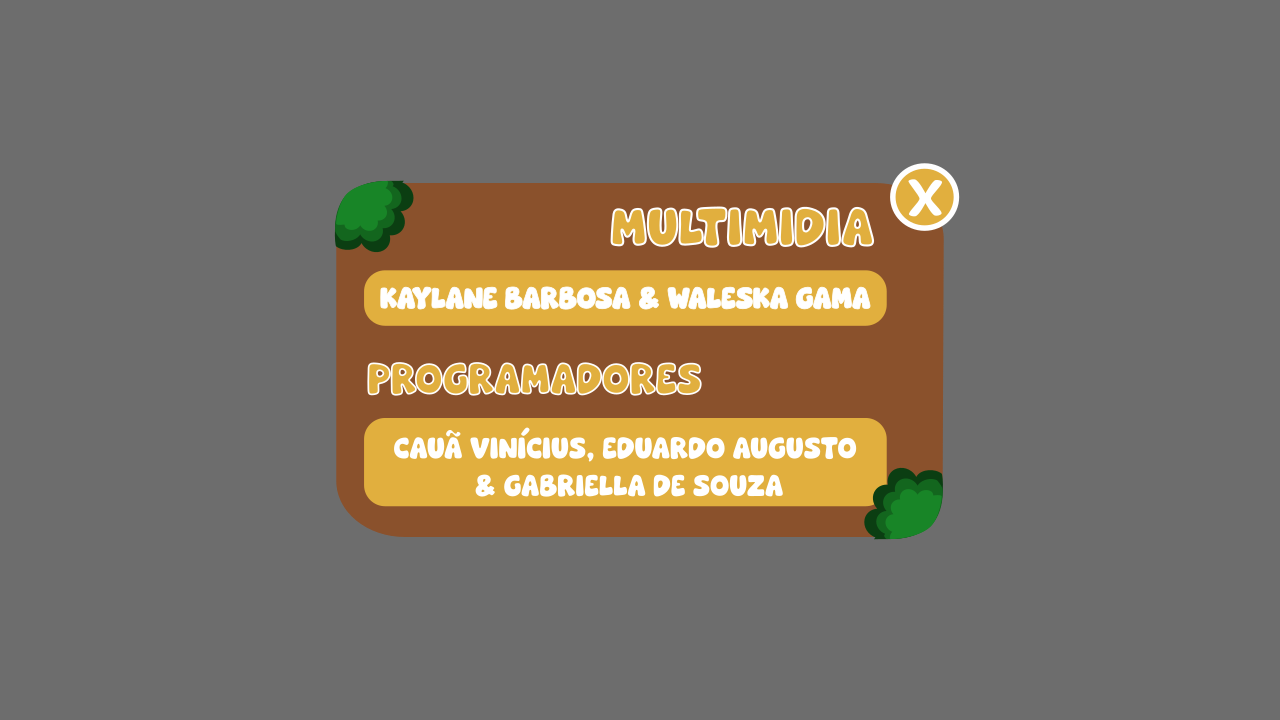 X
MULTIMIDIA
KAYLANE BARBOSA & WALESKA GAMA
PROGRAMADORES
CAUÃ VINÍCIUS, EDUARDO AUGUSTO
& GABRIELLA DE SOUZA